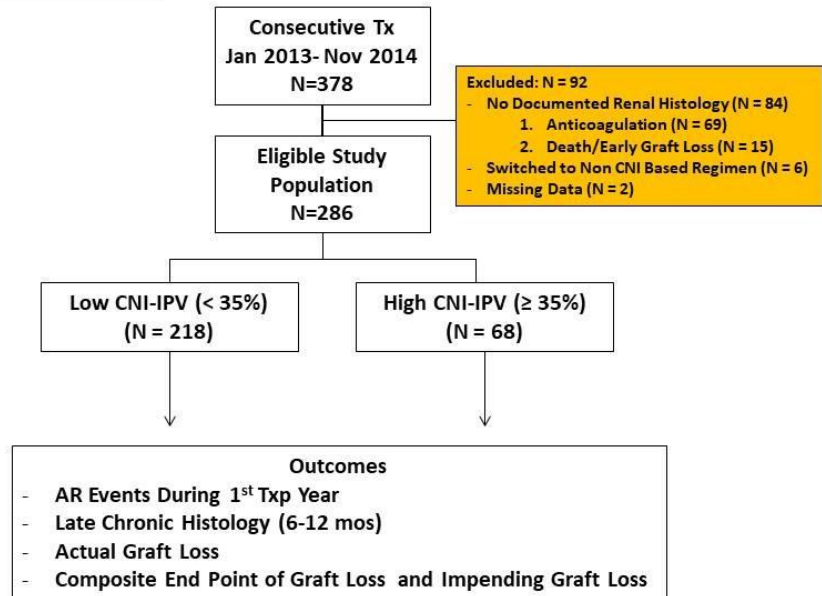 Consecutive Tx
Jan 2013- Nov 2014
N=378
Excluded: N = 92
- No Documented Renal Histology (N = 84)
1. Anticoagulation (N = 69)
2. Death/Early Graft Loss (N = 15)
- Switched to Non CNI Based Regimen (N = 6)
- Missing Data (N = 2)
Eligible Study
Population
N=286
Low CNI-IPV (< 35%)
(N = 218)
High CNI-IPV (≥ 35%)
(N = 68)
Outcomes
- AR Events During 1st Txp Year
- Late Chronic Histology (6-12 mos)
- Actual Graft Loss
- Composite End Point of Graft Loss and Impending Graft Loss